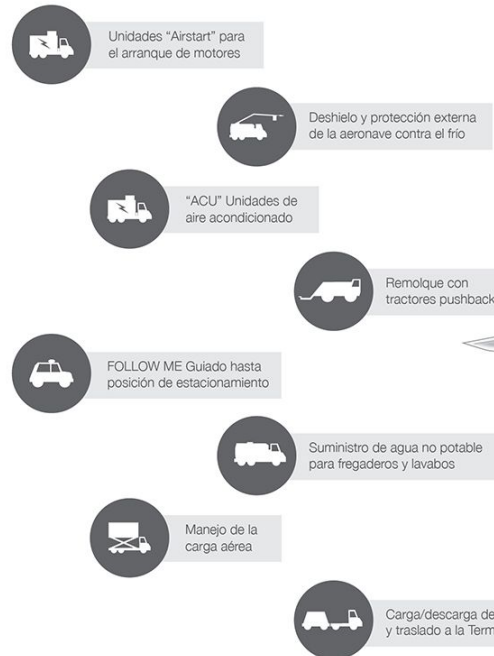 Unidades “Airstart” para
el arranque de motores
Deshielo y protección externa
de la aeronave contra el frío
“ACU” Unidades de
aire acondicionado
Remolque con
tractores pushback
FOLLOW ME Guiado hasta
posición de estacionamiento
Suministro de agua no potable
para fregaderos y lavabos
Manejo de la
carga aérea
Carga/descarga de
y traslado a la Term